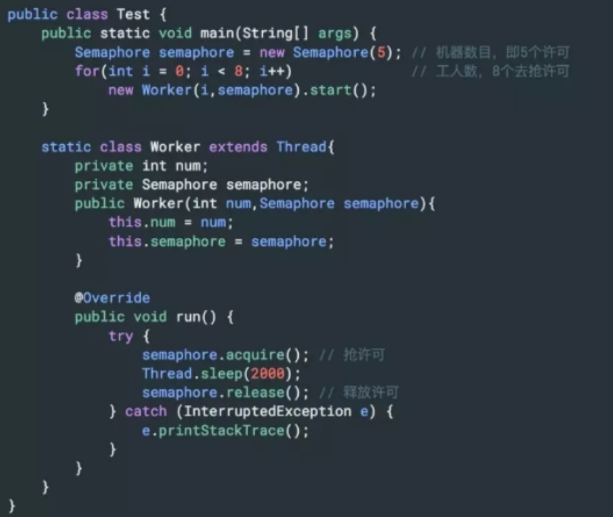 public class Test {
    public static void main(String[] args) {
        Semaphore semaphore = new Semaphore(5); // 机器数目，即5个许可
        for(int i = 0; i < 8; i++)              // 工人数，8个去抢许可
            new Worker(i,semaphore).start();
    }

    static class Worker extends Thread{
        private int num;
        private Semaphore semaphore;
        public Worker(int num,Semaphore semaphore){
            this.num = num;
            this.semaphore = semaphore;
        }

        @Override
        public void run() {
            try {
                semaphore.acquire(); // 抢许可
                Thread.sleep(2000);
                semaphore.release(); // 释放许可
            } catch (InterruptedException e) {
                e.printStackTrace();
            }
        }
    }
}